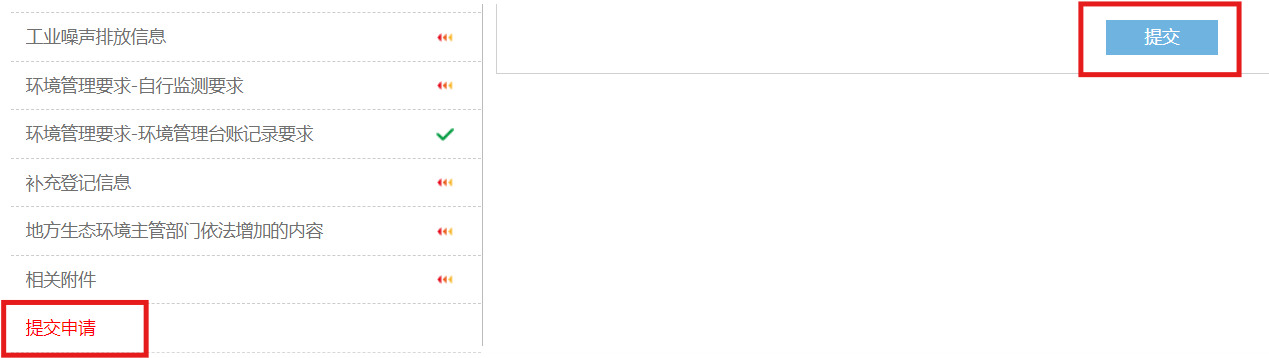 工业噪声排放信息
提交
环境管理要求-自行监测要求
环境管理要求-环境管理台账记录要求
补充登记信息
地方生态环境主管部门依法增加的内容
相关附件
提交申请